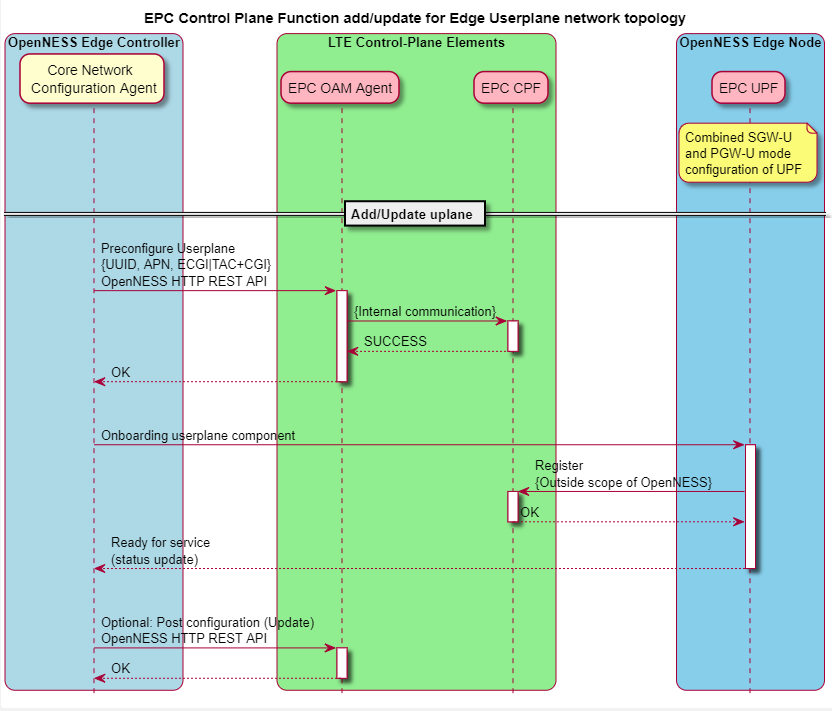 EPC Control Plane Function add/update for Edge Userplane network topology
OpenNESS Edge Controller
LTE Control-Plane Elements
OpenNESS Edge Node
Core Network
Configuration Agent
EPC OAM Agent
EPC CPF
EPC UPF
Combined SGW-U
and PGW-U mode
configuration of UPF
Add/Update uplane
Preconfigure Userplane
{UUID, APN, ECGI|TAC+CGI}
OpenNESS HTTP REST API
{Internal communication}
SUCCESS
OK
Onboarding userplane component
Register
{Outside scope of OpenNESS}
OK
Ready for service
(status update)
Optional: Post configuration (Update)
OpenNESS HTTP REST API
OK